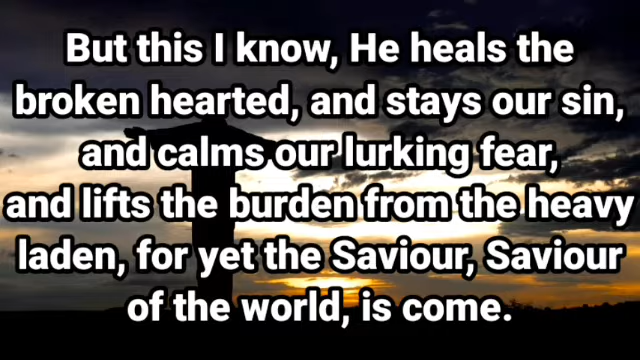 But this I know, He heals the
broken hearted, and stays our sin,
and calms our lurking fear,
and lifts the burden from the heavy
laden, for yet the Saviour, Saviour
of the world, is come.